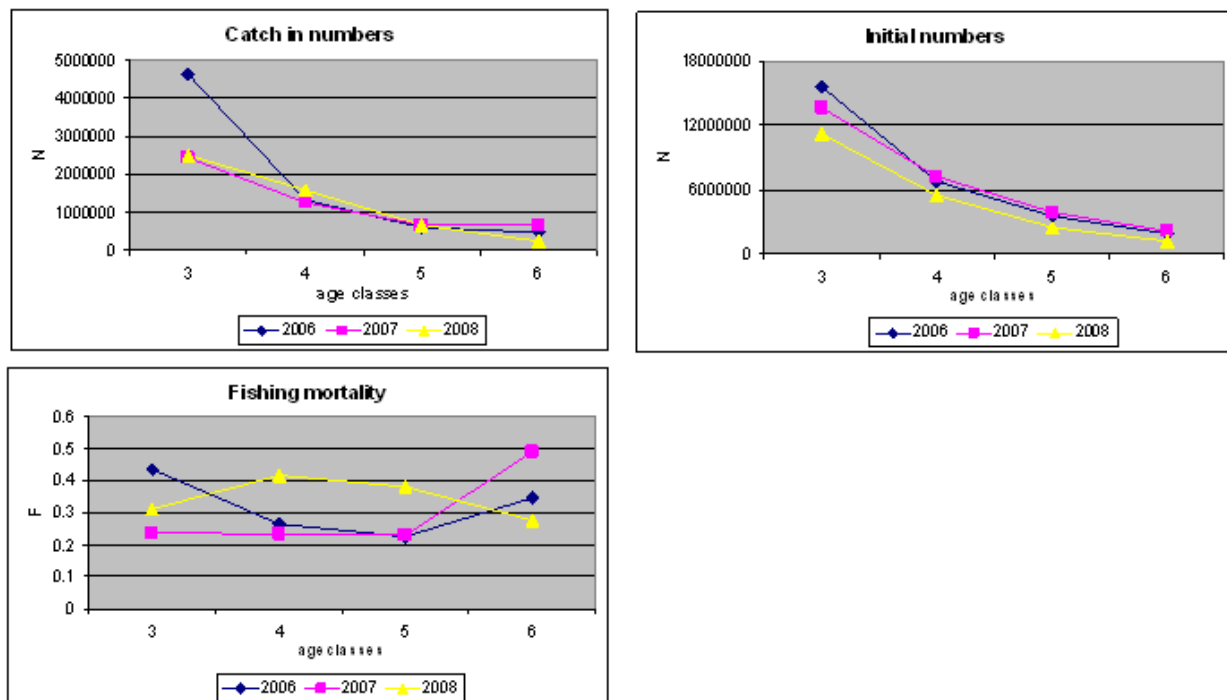 Catch in numbers
5000000
4000000
3000000
2000000
1000000
0
N
3 4 5 6
age classes
2006 2007 2008
Initial numbers
18000000
12000000
6000000
0
N
3 4 5 6
age classes
2006 2007 2008
Fishing mortality
0.6
0.5
0.4
0.3
0.2
0.1
0
F
3 4 5 6
age classes
2006 2007 2008